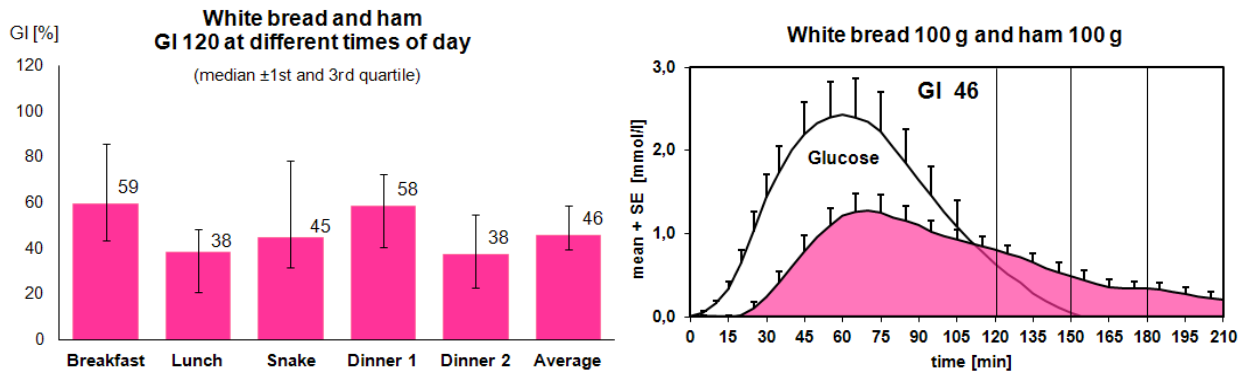 White bread and ham
GI 120 at different times of day
(median ±1st and 3rd quartile)
GI [%]
120
100
80
60
40
20
0
59
38
45
58
38
46
Breakfast Lunch Snake Dinner 1 Dinner 2 Average
White bread 100 g and ham 100 g
GI 46
Glucose
mean + SE [mmol/l]
3,0
2,0
1,0
0,0
0 15 30 45 60 75 90 105 120 135 150 165 180 195 210
time [min]